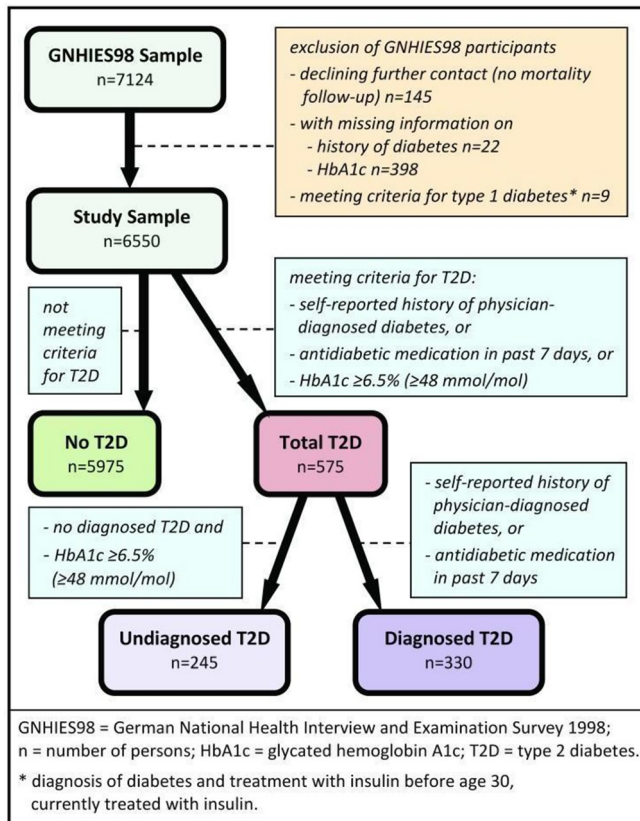 GNHIES98 Sample
n=7124
exclusion of GNHIES98 participants
- declining further contact (no mortality
follow-up) n=145
- with missing information on
- history of diabetes n=22
- HbA1c n=398
- meeting criteria for type 1 diabetes* n=9
Study Sample
n=6550
not
meeting
criteria
for T2D
meeting criteria for T2D:
- self-reported history of physician-
diagnosed diabetes, or
- antidiabetic medication in past 7 days, or
- HbA1c ≥6.5% (≥48 mmol/mol)
No T2D
n=5975
Total T2D
n=575
- no diagnosed T2D and
- HbA1c ≥6.5%
(≥48 mmol/mol)
- self-reported history of
physician-diagnosed
diabetes, or
- antidiabetic medication
in past 7 days
Undiagnosed T2D
n=245
Diagnosed T2D
n=330
GNHIES98 = German National Health Interview and Examination Survey 1998;
n = number of persons; HbA1c = glycated hemoglobin A1c; T2D = type 2 diabetes.
* diagnosis of diabetes and treatment with insulin before age 30,
currently treated with insulin.